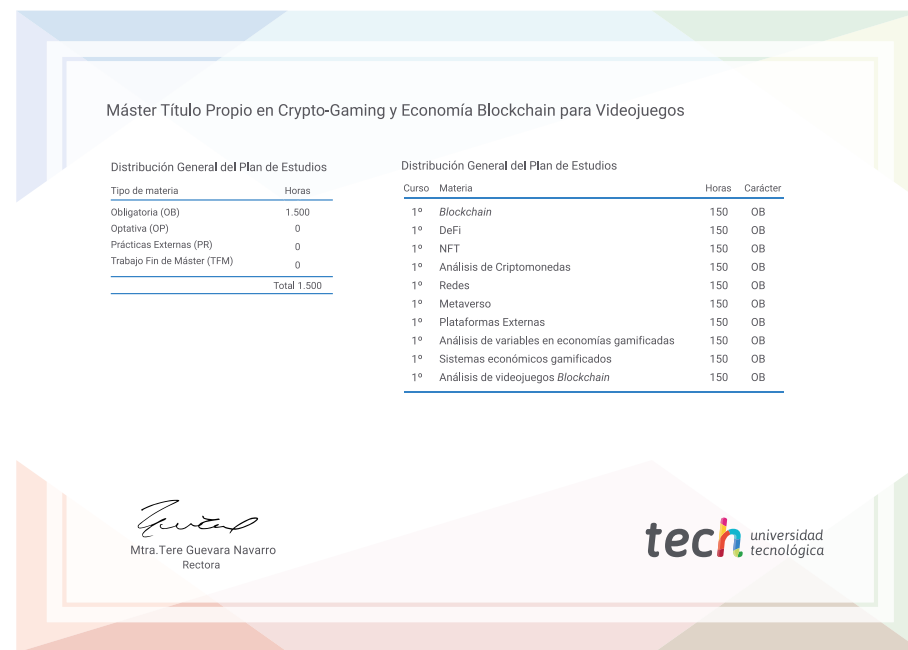 Máster Título Propio en Crypto-Gaming y Economía Blockchain para Videojuegos
Distribución General del Plan de Estudios
Tipo de materia Horas
Obligatoria (OB) 1.500
Optativa (OP) 0
Prácticas Externas (PR) 0
Trabajo Fin de Máster (TFM) 0
Total 1.500
Distribución General del Plan de Estudios
Curso Materia Horas Carácter
1º Blockchain 150 OB
1º DeFi 150 OB
1º NFT 150 OB
1º Análisis de Criptomonedas 150 OB
1º Redes 150 OB
1º Metaverso 150 OB
1º Plataformas Externas 150 OB
1º Análisis de variables en economías gamificadas 150 OB
1º Sistemas económicos gamificados 150 OB
1º Análisis de videojuegos Blockchain 150 OB
Mtra.Tere Guevara Navarro
Rectora
tech universidad
tecnológica